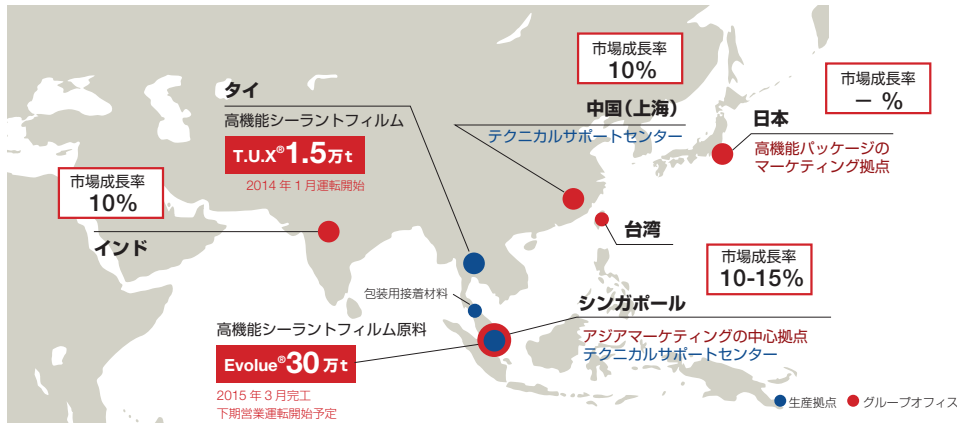 市場成長率
10%
市場成長率
− %
タイ
高機能シーラントフィルム
T.U.X®1.5万t
2014年1月運転開始
中国(上海)
テクニカルサポートセンター
日本
高機能パッケージの
マーケティング拠点
市場成長率
10%
インド
台湾
市場成長率
10-15%
包装用接着材料
シンガポール
高機能シーラントフィルム原料
Evolue®30万t
2015年3月完工
下期営業運転開始予定
アジアマーケティングの中心拠点
テクニカルサポートセンター
生産拠点 グループオフィス